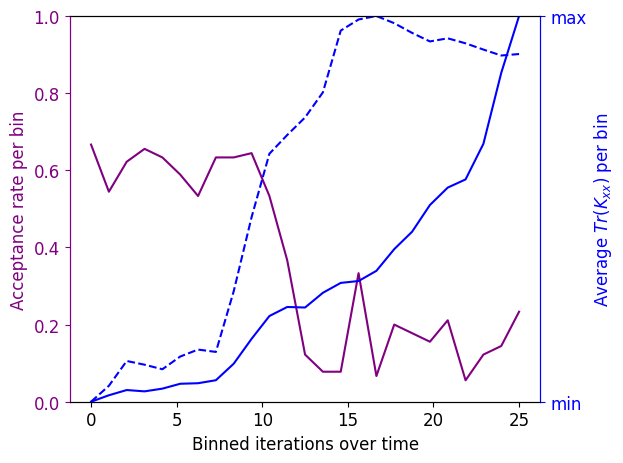 1.0
0.8
0.6
0.4
0.2
0.0
Acceptance rate per bin
0 5 10 15 20 25
Binned iterations over time
max
min
Average Tr(Kₓₓ) per bin